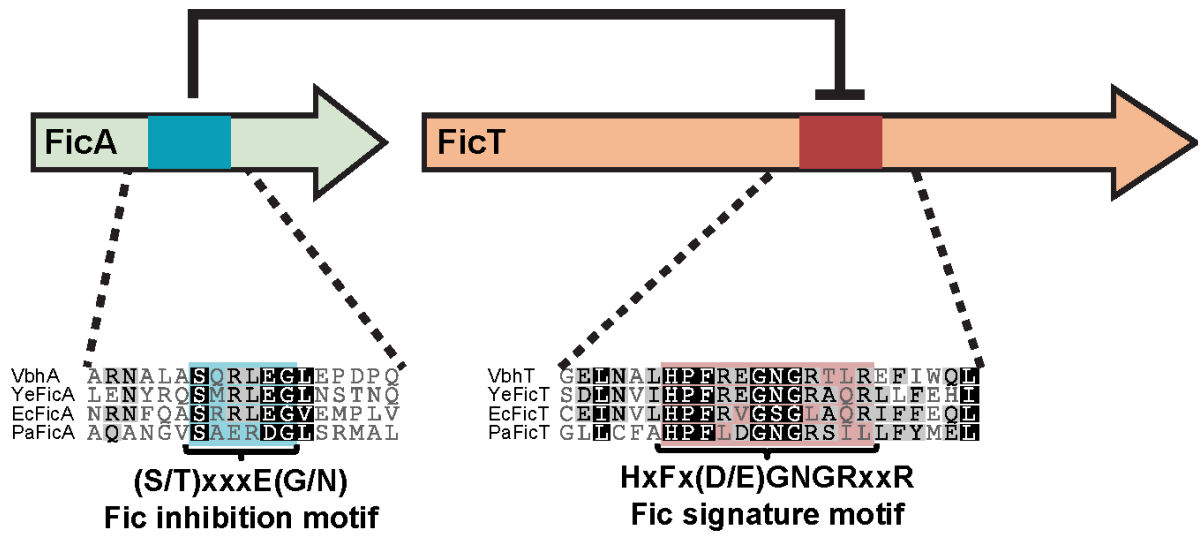 FicA
FicT
VbhA ARNALASQRLEGLEPDPQ
YeFicA LENYRQSMRLEGLNSTNQ
EcFicA NRNFQASRRLEGVEMPLV
PaFicA AQANGVSAERDGLSRMAL
(S/T)xxxE(G/N)
Fic inhibition motif
VbhT GELNALHPFREGNGRTLREFIWQL
YeFicT SDLNVIHPFREGNGRAQRLLFEHI
EcFicT CEINVLHPFRVGSGLAQRIFFEQL
PaFicT GLLCFAHPFLDGNGRSILLFYMEL
HxFx(D/E)GNGRxxR
Fic signature motif